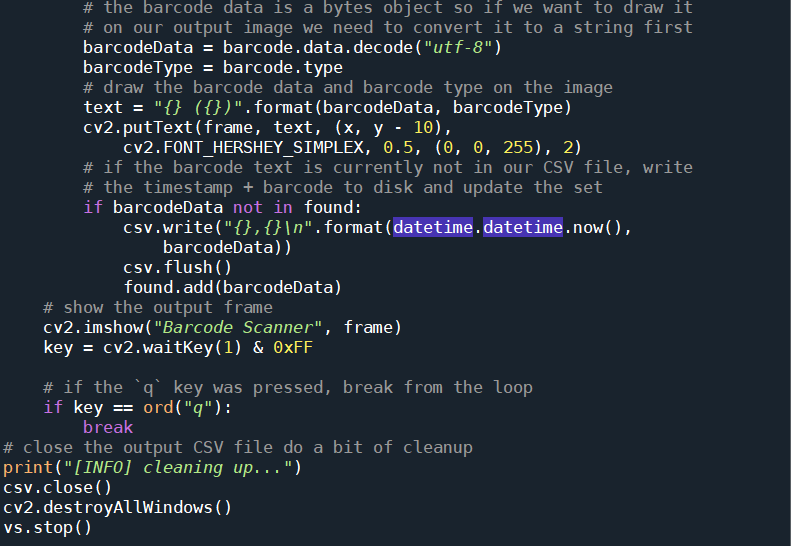 # the barcode data is a bytes object so if we want to draw it
# on our output image we need to convert it to a string first
barcodeData = barcode.data.decode("utf-8")
barcodeType = barcode.type
# draw the barcode data and barcode type on the image
text = "{} ({})".format(barcodeData, barcodeType)
cv2.putText(frame, text, (x, y - 10),
cv2.FONT_HERSHEY_SIMPLEX, 0.5, (0, 0, 255), 2)
# if the barcode text is currently not in our CSV file, write
# the timestamp + barcode to disk and update the set
if barcodeData not in found:
csv.write("{},{}\n".format(datetime.datetime.now(),
barcodeData))
csv.flush()
found.add(barcodeData)
# show the output frame
cv2.imshow("Barcode Scanner", frame)
key = cv2.waitKey(1) & 0xFF
# if the `q` key was pressed, break from the loop
if key == ord("q"):
break
# close the output CSV file do a bit of cleanup
print("[INFO] cleaning up...")
csv.close()
cv2.destroyAllWindows()
vs.stop()